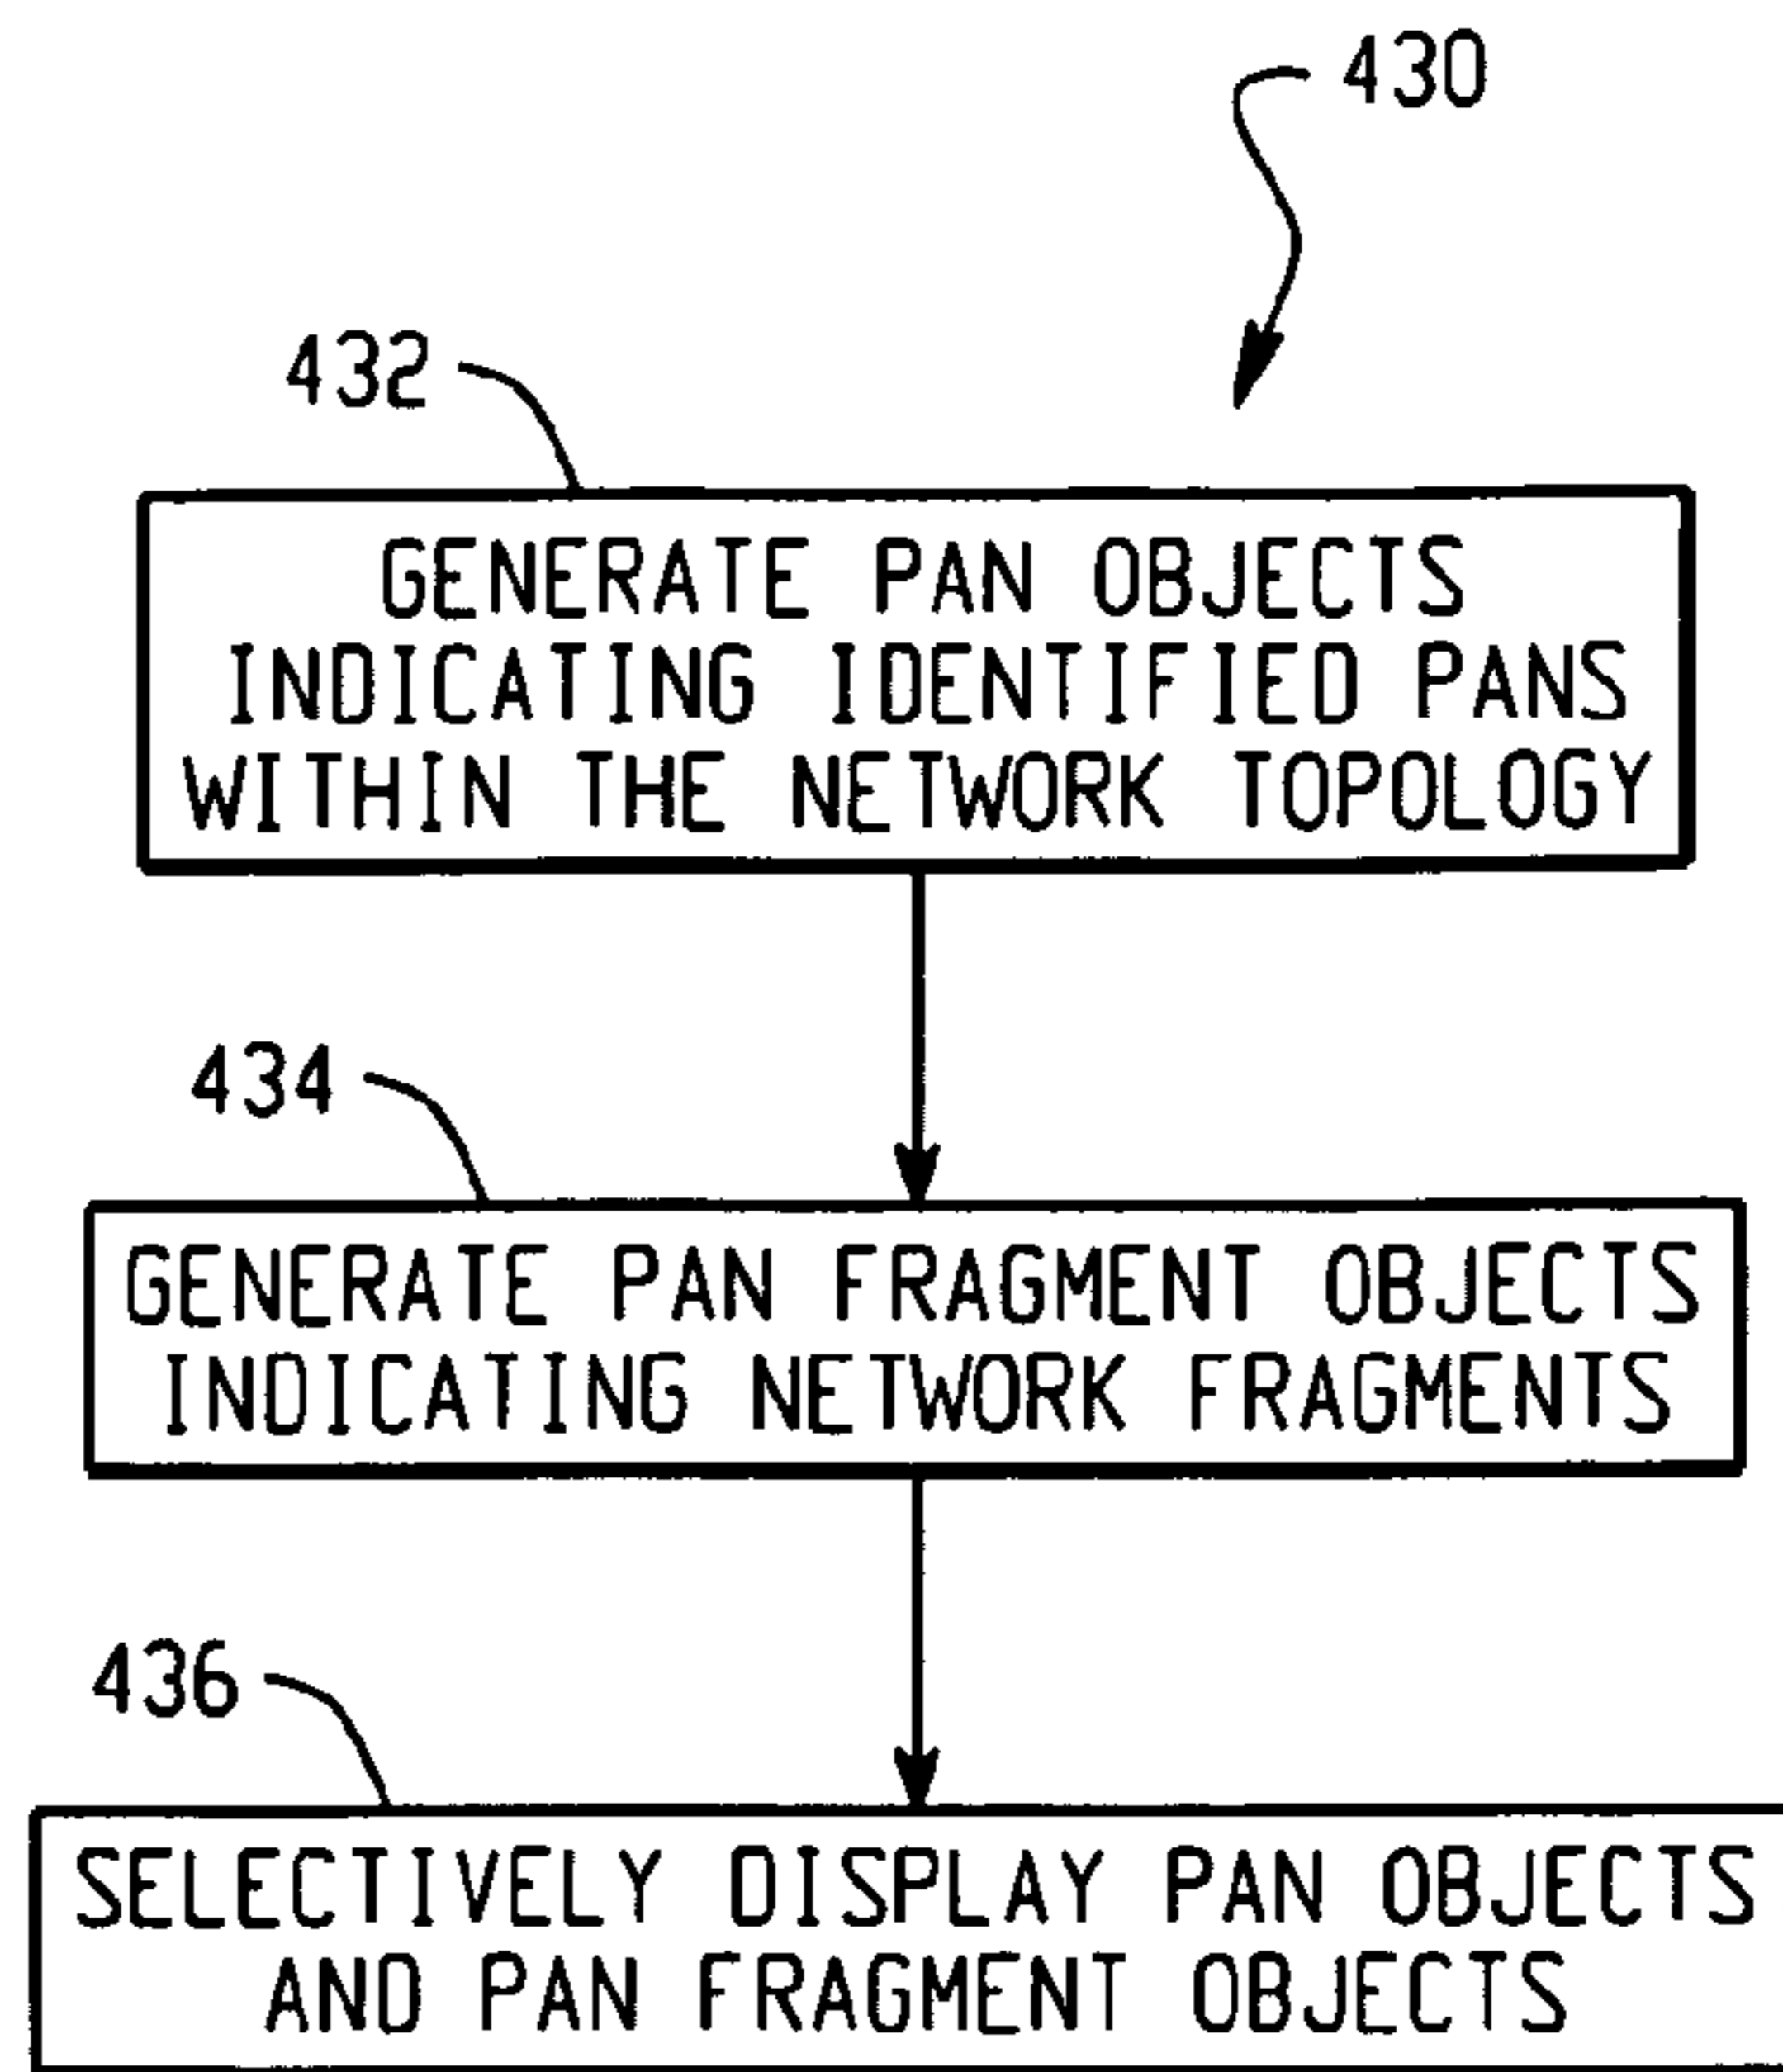 430
432
GENERATE PAN OBJECTS
INDICATING IDENTIFIED PANS
WITHIN THE NETWORK TOPOLOGY
434
GENERATE PAN FRAGMENT OBJECTS
INDICATING NETWORK FRAGMENTS
436
SELECTIVELY DISPLAY PAN OBJECTS
AND PAN FRAGMENT OBJECTS